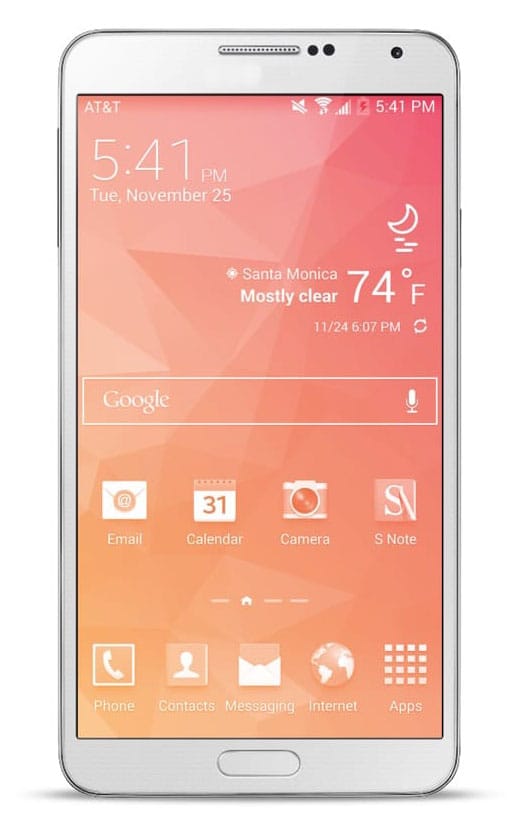 AT&T 5:41 PM
5:41 PM
Tue, November 25
Santa Monica
Mostly clear
74°F
11/24 6:07 PM
Google
@
31
S
Email Calendar Camera S Note
Phone Contacts Messaging Internet Apps